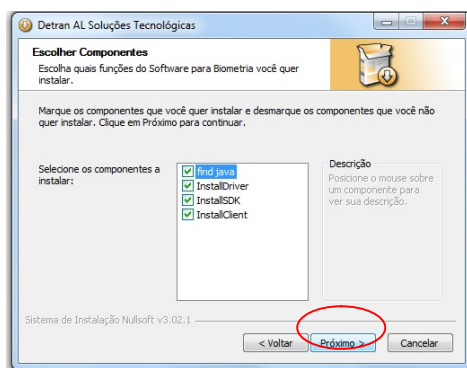 Detran AL Soluções Tecnológicas
Escolher Componentes
Escolha quais funções do Software para Biometria você quer
instalar.
Marque os componentes que você quer instalar e desmarque os componentes que você não
quer instalar. Clique em Próximo para continuar.
Selecione os componentes a
instalar:
find java
InstallDriver
InstallSDK
InstallClient
Descrição
Posicione o mouse sobre
um componente para
ver sua descrição.
Sistema de Instalação Nullsoft v3.02.1
< Voltar
Próximo >
Cancelar